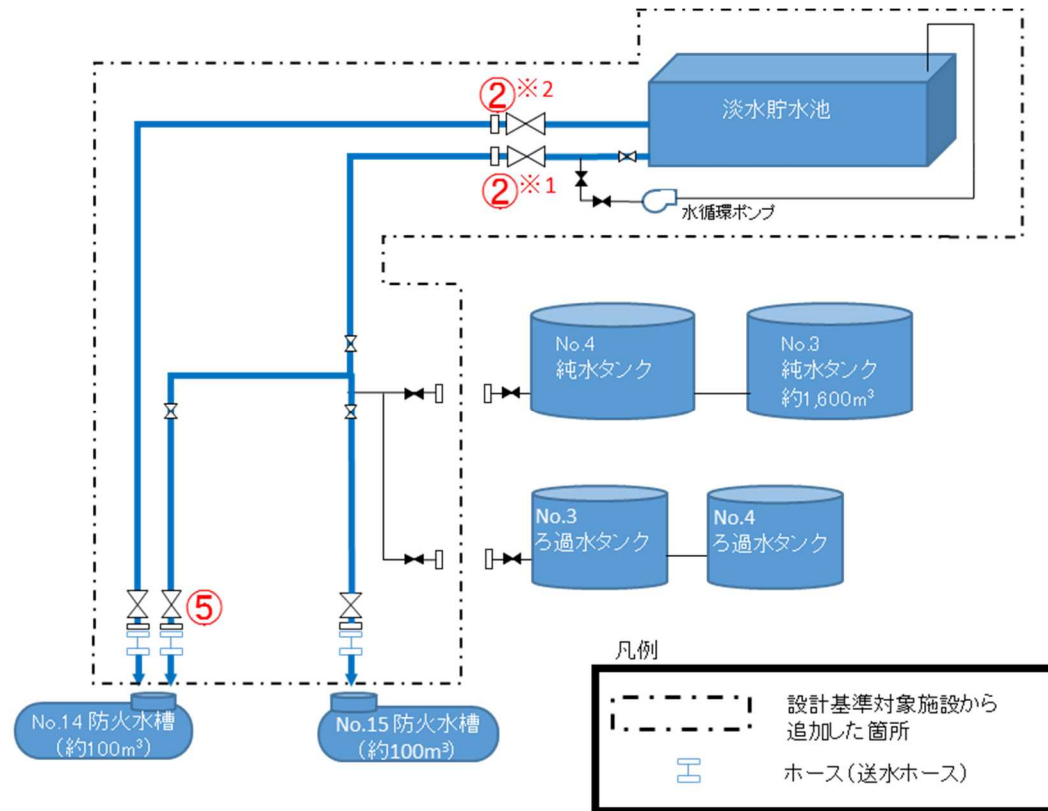 ②※2
淡水貯水池
②※1
水循環ポンプ
No.4
純水タンク
No.3
純水タンク
約1,600m³
No.3
ろ過水タンク
No.4
ろ過水タンク
⑤
No.14 防火水槽
(約100m³)
No.15 防火水槽
(約100m³)
凡例
設計基準対象施設から
追加した箇所
ホース(送水ホース)